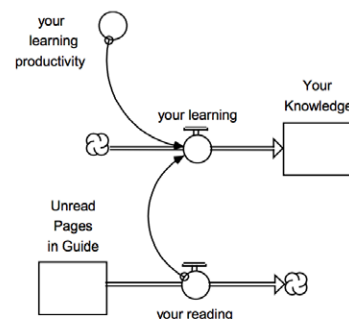 your
learning
productivity
your learning
Your
Knowledge
Unread
Pages
in Guide
your reading